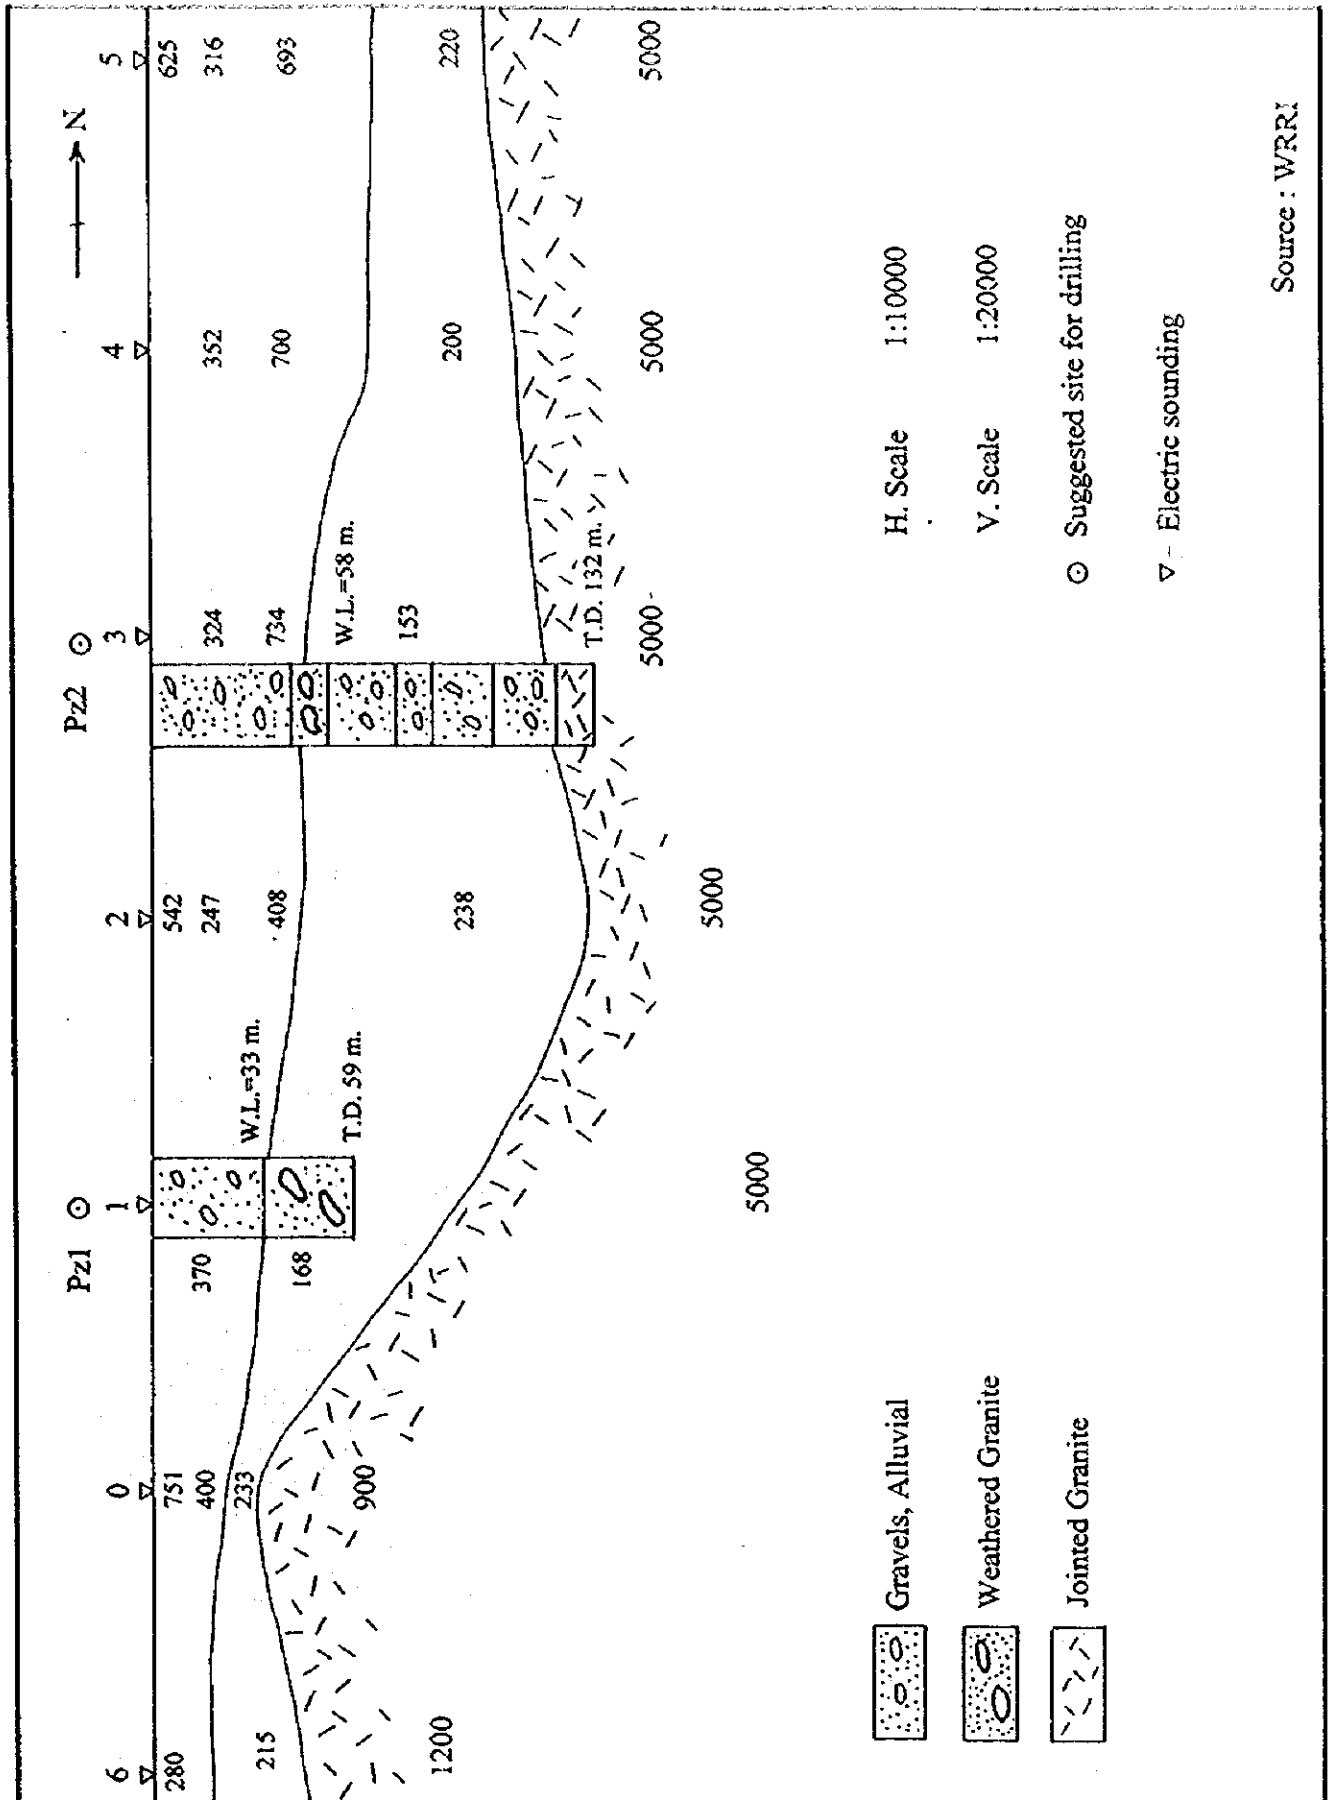 Pz1 ⊙
Pz2 ⊙
N
6
0
1
2
3
4
5
280
751
542
625
400
370
247
324
352
316
215
233
W.L.=33 m.
408
734
700
693
168
W.L.=58 m.
T.D. 59 m.
238
153
200
220
T.D. 132 m.
1200
900
5000
5000
5000
5000
5000
Gravels, Alluvial
Weathered Granite
Jointed Granite
H. Scale 1:10000
V. Scale 1:20000
⊙ Suggested site for drilling
▽ - Electric sounding
Source : WRRI